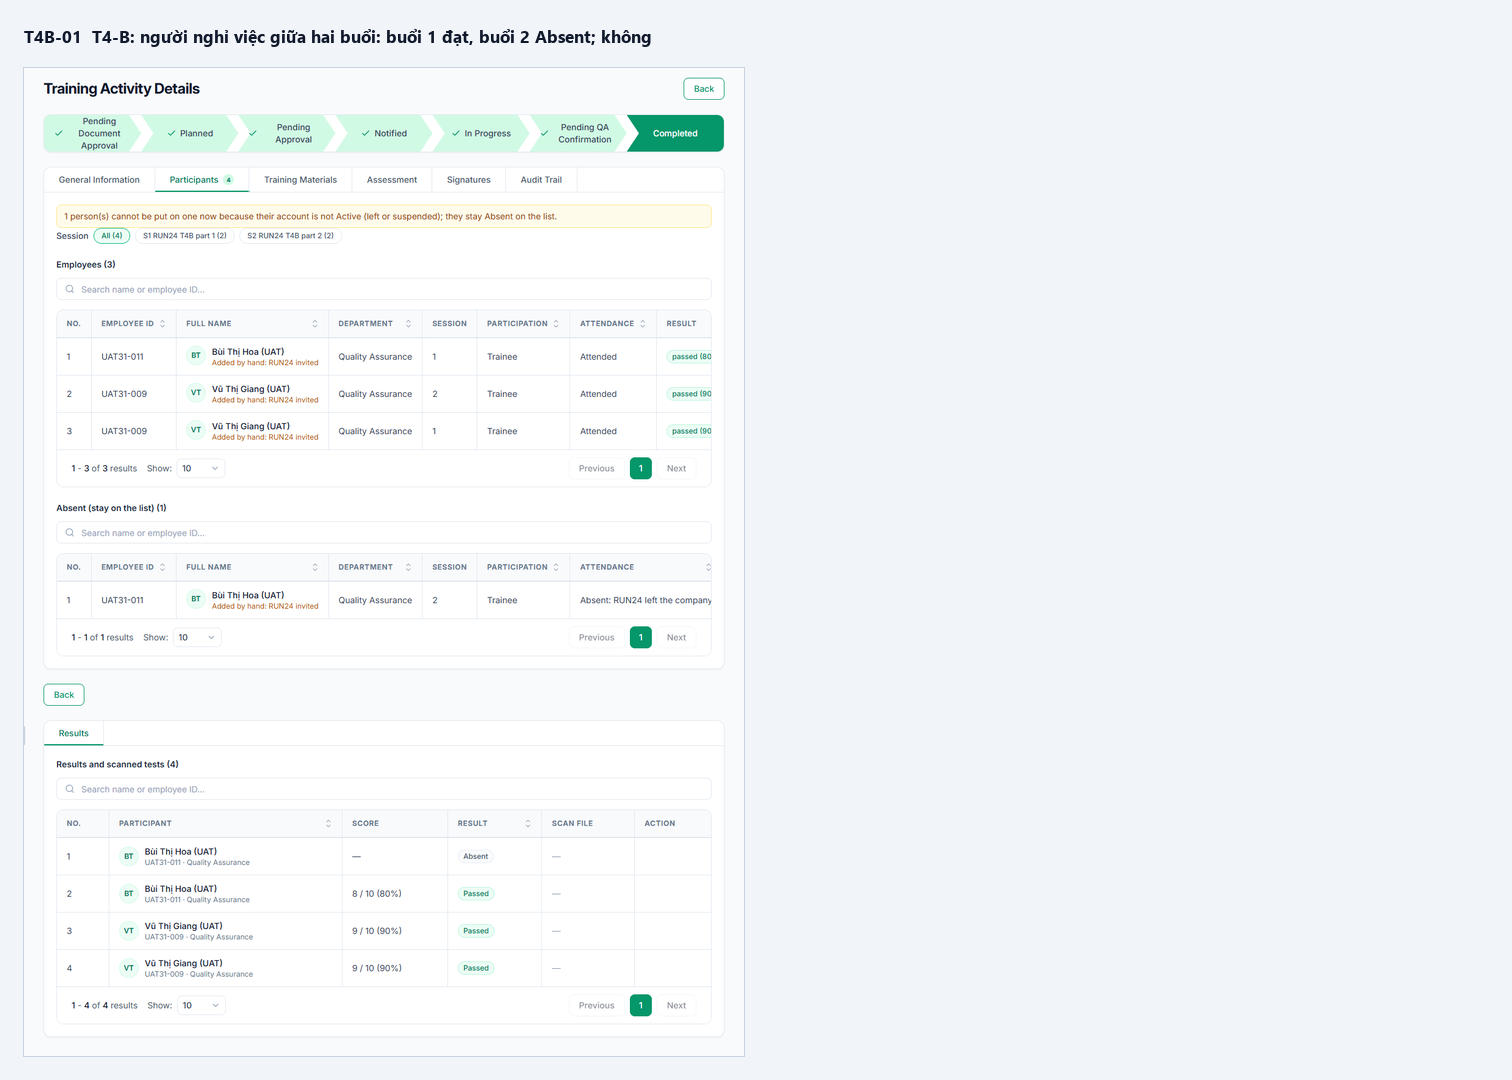 T4B-01 T4-B: người nghỉ việc giữa hai buổi: buổi 1 đạt, buổi 2 Absent; không
Training Activity Details
Back
Pending Document Approval
Planned
Pending Approval
Notified
In Progress
Pending QA Confirmation
Completed
General Information
Participants 4
Training Materials
Assessment
Signatures
Audit Trail
1 person(s) cannot be put on one now because their account is not Active (left or suspended); they stay Absent on the list.
Session All (4) S1 RUN24 T4B part 1 (2) S2 RUN24 T4B part 2 (2)
Employees (3)
Search name or employee ID...
NO. EMPLOYEE ID FULL NAME DEPARTMENT SESSION PARTICIPATION ATTENDANCE RESULT
1 UAT31-011 BT Bùi Thị Hoa (UAT) Quality Assurance 1 Trainee Attended passed (80
Added by hand: RUN24 invited
2 UAT31-009 VT Vũ Thị Giang (UAT) Quality Assurance 2 Trainee Attended passed (90
Added by hand: RUN24 invited
3 UAT31-009 VT Vũ Thị Giang (UAT) Quality Assurance 1 Trainee Attended passed (90
Added by hand: RUN24 invited
1 - 3 of 3 results Show: 10 Previous 1 Next
Absent (stay on the list) (1)
Search name or employee ID...
NO. EMPLOYEE ID FULL NAME DEPARTMENT SESSION PARTICIPATION ATTENDANCE
1 UAT31-011 BT Bùi Thị Hoa (UAT) Quality Assurance 2 Trainee Absent: RUN24 left the company
Added by hand: RUN24 invited
1 - 1 of 1 results Show: 10 Previous 1 Next
Back
Results
Results and scanned tests (4)
Search name or employee ID...
NO. PARTICIPANT SCORE RESULT SCAN FILE ACTION
1 BT Bùi Thị Hoa (UAT) — Absent —
UAT31-011 · Quality Assurance
2 BT Bùi Thị Hoa (UAT) 8 / 10 (80%) Passed —
UAT31-011 · Quality Assurance
3 VT Vũ Thị Giang (UAT) 9 / 10 (90%) Passed —
UAT31-009 · Quality Assurance
4 VT Vũ Thị Giang (UAT) 9 / 10 (90%) Passed —
UAT31-009 · Quality Assurance
1 - 4 of 4 results Show: 10 Previous 1 Next